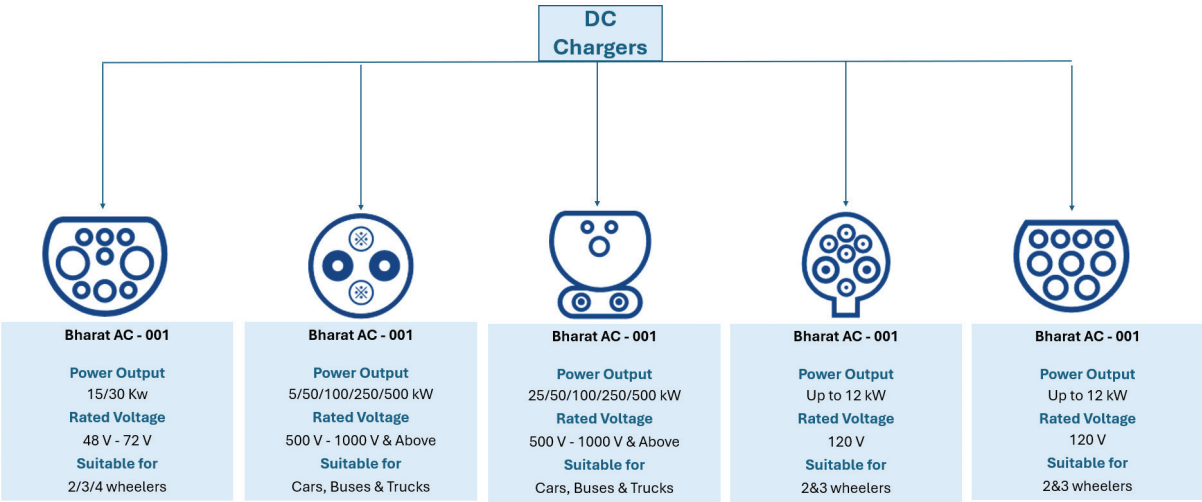 DC
Chargers
Bharat AC - 001
Power Output
15/30 Kw
Rated Voltage
48 V - 72 V
Suitable for
2/3/4 wheelers
Bharat AC - 001
Power Output
5/50/100/250/500 kW
Rated Voltage
500 V - 1000 V & Above
Suitable for
Cars, Buses & Trucks
Bharat AC - 001
Power Output
25/50/100/250/500 kW
Rated Voltage
500 V - 1000 V & Above
Suitable for
Cars, Buses & Trucks
Bharat AC - 001
Power Output
Up to 12 kW
Rated Voltage
120 V
Suitable for
2&3 wheelers
Bharat AC - 001
Power Output
Up to 12 kW
Rated Voltage
120 V
Suitable for
2&3 wheelers